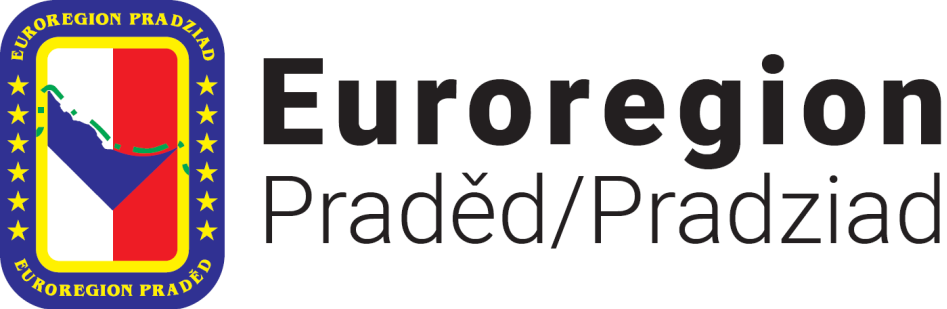 EUROREGION PRADZIAD
EUROREGION PRADĚD
Euroregion
Praděd/Pradziad